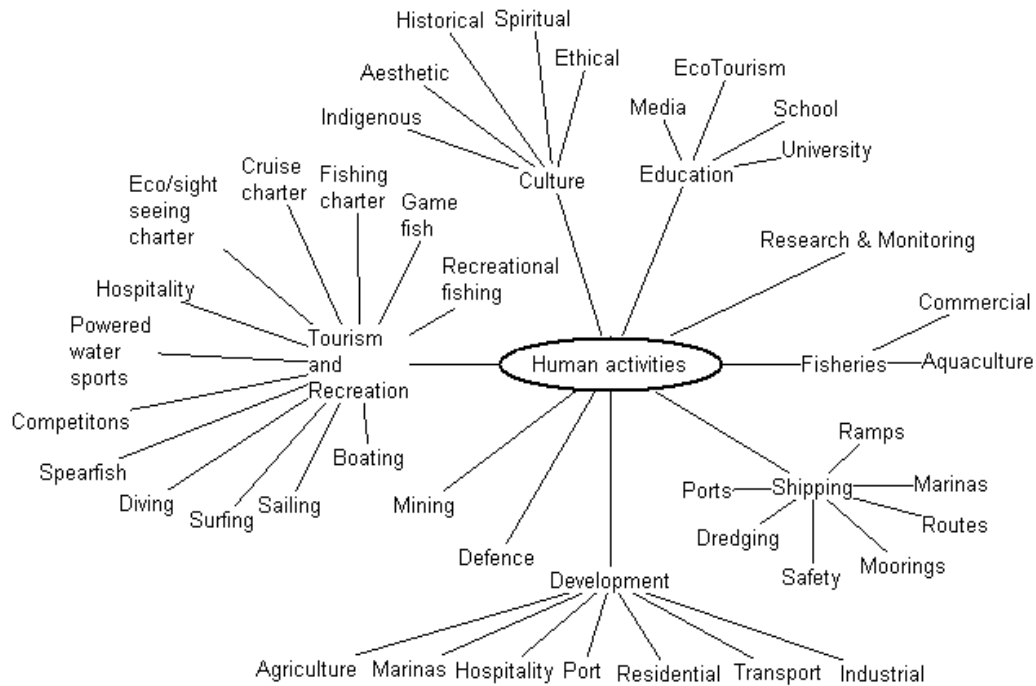 Historical
Spiritual
Ethical
Aesthetic
Indigenous
Culture
EcoTourism
Media
School
University
Education
Eco/sight
seeing
charter
Cruise
charter
Fishing
charter
Game
fish
Recreational
fishing
Hospitality
Powered
water
sports
Tourism
and
Recreation
Competitons
Spearfish
Diving
Surfing
Sailing
Boating
Human activities
Research & Monitoring
Commercial
Fisheries
Aquaculture
Mining
Defence
Ramps
Ports
Shipping
Marinas
Routes
Dredging
Safety
Moorings
Development
Agriculture
Marinas
Hospitality
Port
Residential
Transport
Industrial